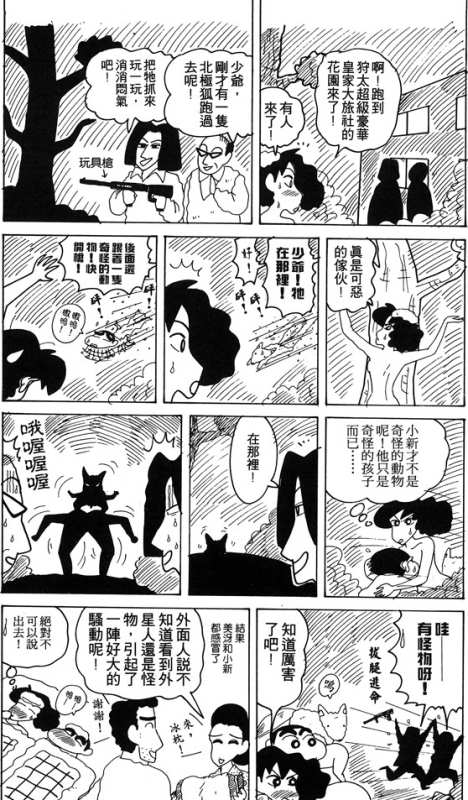 啊！跑到
狩太超豪華
皇家大旅社的
花園來了！
有人
來了！
少爺，
剛才有一隻
北極狐跑過
去呢！
把牠抓來
玩一玩，
消消悶氣
吧！
玩具槍
真是可惡
的傢伙！
少爺！牠
在那裡！
好！
砰！
砰！
後面還
跟著一隻
奇怪的動
物！快
開槍！
砰！
砰！
嗷嗚！
嗷嗚！
小新才不是
奇怪的動物
呢！他只是
奇怪的孩子
而已……
在那裡！
哦喔喔喔
哇——
有怪物呀！
拔腿逃命
知道厲害
了吧！
結果
美冴和小新
都感冒了
外面人說不
知道看到外
星人還是怪
物，引起了
一陣好大的
騷動呢！
來，
冰枕——
謝謝！
絕對不
可以說
出去！
嗚嗚！
嗚嗚！